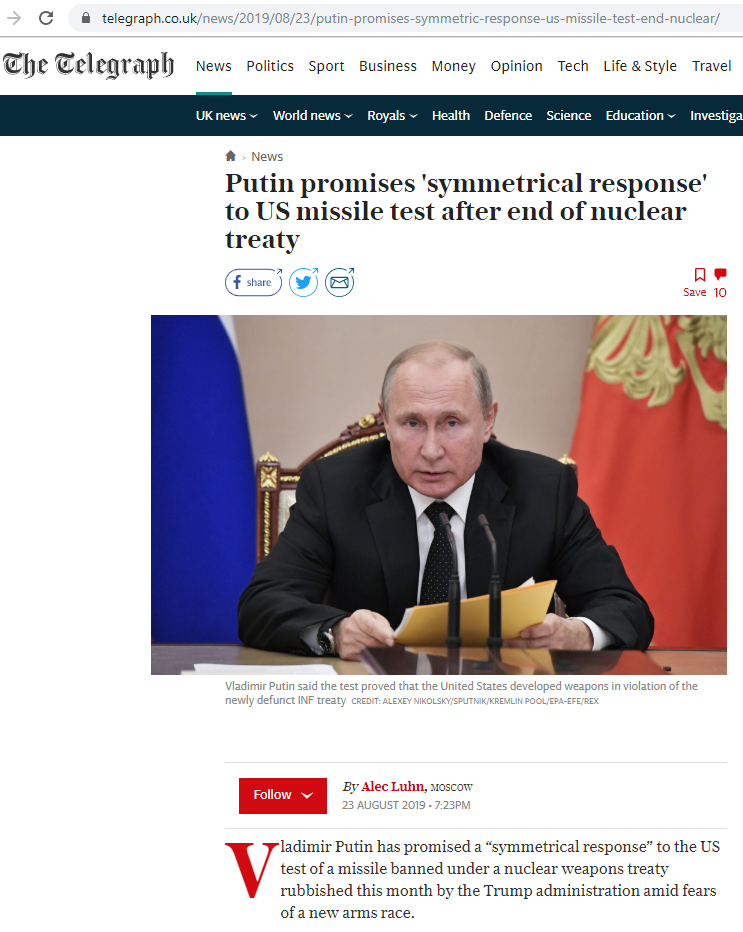 telegraph.co.uk/news/2019/08/23/putin-promises-symmetric-response-us-missile-test-end-nuclear/
The Telegraph
News Politics Sport Business Money Opinion Tech Life & Style Travel
UK news World news Royals Health Defence Science Education Investiga
News
Putin promises 'symmetrical response'
to US missile test after end of nuclear
treaty
share
Save 10
Vladimir Putin said the test proved that the United States developed weapons in violation of the
newly defunct INF treaty CREDIT: ALEXEY NIKOLSKY/SPUTNIK/KREMLIN POOL/EPA-EFE/REX
Follow
By Alec Luhn, MOSCOW
23 AUGUST 2019 • 7:23PM
Vladimir Putin has promised a “symmetrical response” to the US
test of a missile banned under a nuclear weapons treaty
rubbished this month by the Trump administration amid fears
of a new arms race.